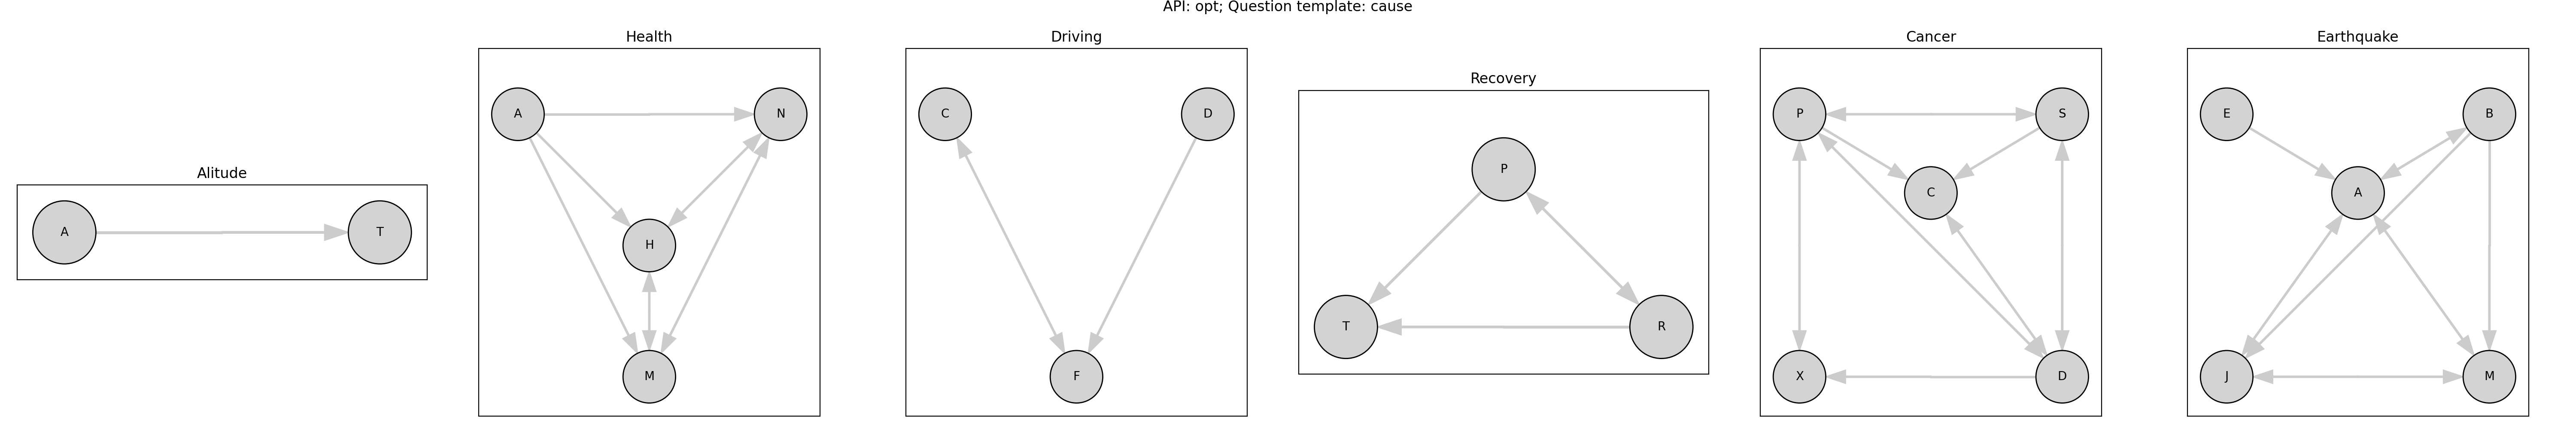 API: opt; Question template: cause
Alitude
A
T
Health
A
N
H
M
Driving
C
D
F
Recovery
P
T
R
Cancer
P
S
C
X
D
Earthquake
E
B
A
J
M